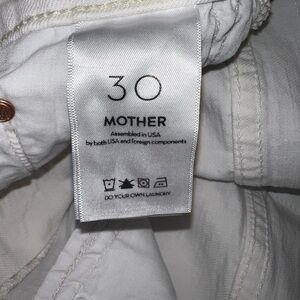 30
MOTHER
Assembled in USA
by both USA and foreign components
DO YOUR OWN LAUNDRY